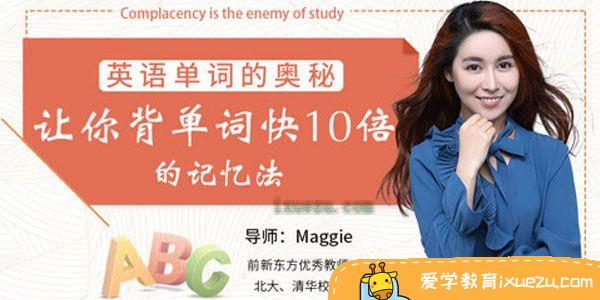 Complacency is the enemy of study
英语单词的奥秘
让你背单词快10倍
的记忆法
ixuezu.com
导师：Maggie
前新东方优秀教师
北大、清华校
ABC
爱学教育ixuezu.com